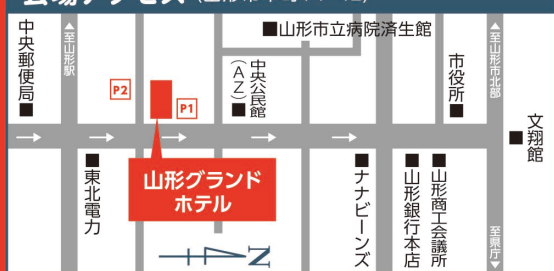 中央郵便局
▲至山形駅
P2
P1
■山形市立病院済生館
中央公民館
(AZ)
市役所
▲至山形市北部
文翔館
東北電力
山形グランド
ホテル
ナナビーンズ
山形銀行本店
山形商工会議所
至県庁▼
N